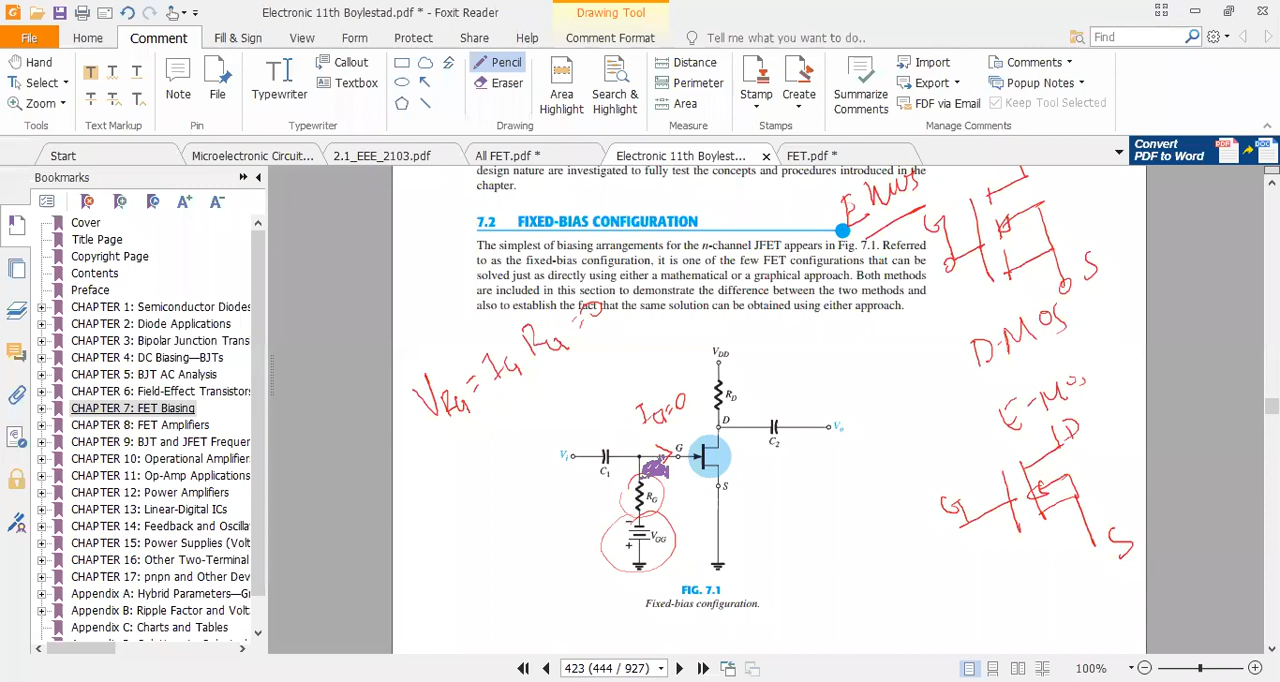 Electronic 11th Boylestad.pdf * - Foxit Reader
Drawing Tool
File
Home
Comment
Fill & Sign
View
Form
Protect
Share
Help
Comment Format
Tell me what you want to do..
Find
Hand
Select
Zoom
Tools
Text Markup
Note
File
Pin
Typewriter
Callout
Textbox
Typewriter
Pencil
Eraser
Drawing
Area Highlight
Search & Highlight
Distance
Perimeter
Area
Measure
Stamp
Create
Stamps
Summarize Comments
Import
Export
FDF via Email
Comments
Popup Notes
Keep Tool Selected
Manage Comments
Start
Microelectronic Circuit...
2.1_EEE_2103.pdf
All FET.pdf *
Electronic 11th Boylest...
FET.pdf *
Convert
PDF to Word
Bookmarks
Cover
Title Page
Copyright Page
Contents
Preface
CHAPTER 1: Semiconductor Diodes
CHAPTER 2: Diode Applications
CHAPTER 3: Bipolar Junction Trans
CHAPTER 4: DC Biasing—BJTs
CHAPTER 5: BJT AC Analysis
CHAPTER 6: Field-Effect Transistors
CHAPTER 7: FET Biasing
CHAPTER 8: FET Amplifiers
CHAPTER 9: BJT and JFET Frequen
CHAPTER 10: Operational Amplifier
CHAPTER 11: Op-Amp Applications
CHAPTER 12: Power Amplifiers
CHAPTER 13: Linear-Digital ICs
CHAPTER 14: Feedback and Oscilla
CHAPTER 15: Power Supplies (Volt
CHAPTER 16: Other Two-Terminal
CHAPTER 17: pnpn and Other Dev
Appendix A: Hybrid Parameters—G
Appendix B: Ripple Factor and Volt
Appendix C: Charts and Tables
design nature are investigated to fully test the concepts and procedures introduced in the
chapter.
7.2 FIXED-BIAS CONFIGURATION
The simplest of biasing arrangements for the n-channel JFET appears in Fig. 7.1. Referred
to as the fixed-bias configuration, it is one of the few FET configurations that can be
solved just as directly using either a mathematical or a graphical approach. Both methods
are included in this section to demonstrate the difference between the two methods and
also to establish the fact that the same solution can be obtained using either approach.
VRG = IG RG = 0
IG=0
VDD
RD
D
C2
Vo
Vi
C1
G
S
RG
VGG
−
+
FIG. 7.1
Fixed-bias configuration.
G
S
D-MOS
E-MOS
D
G
S
423 (444 / 927)
100%